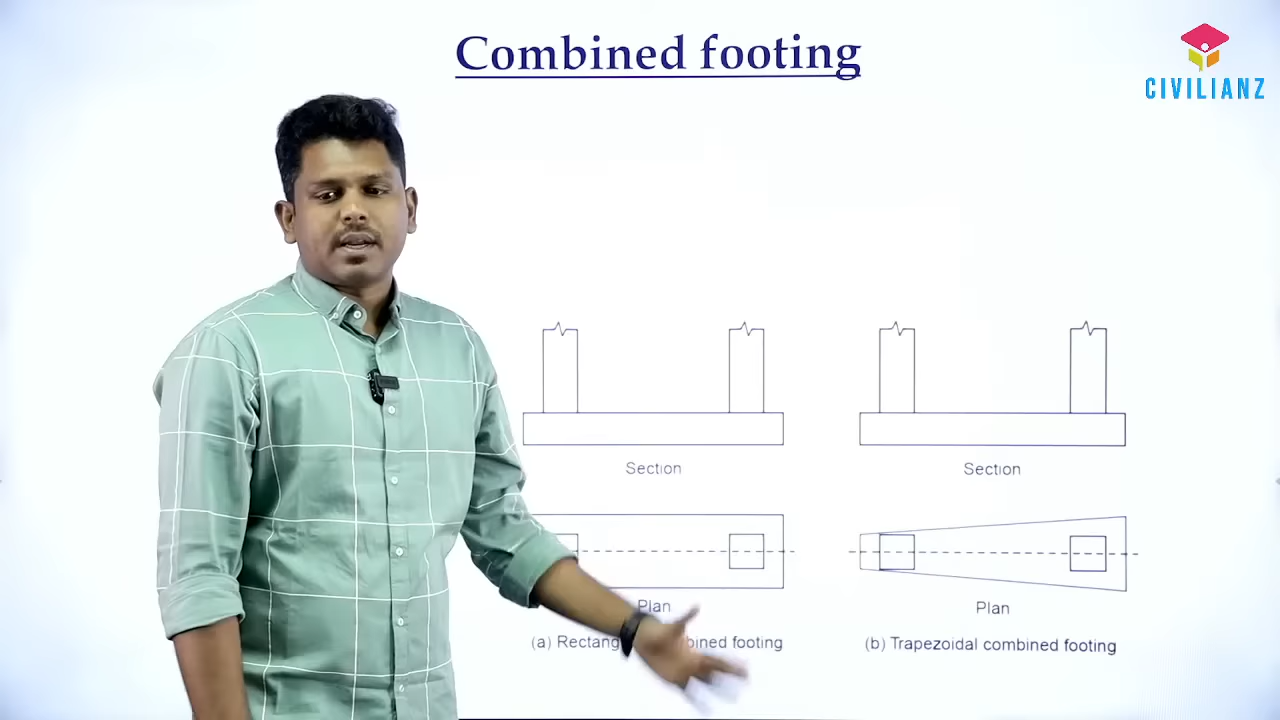 Combined footing
CIVILIANZ
Section
Section
Plan
Plan
(a) Rectang bined footing
(b) Trapezoidal combined footing